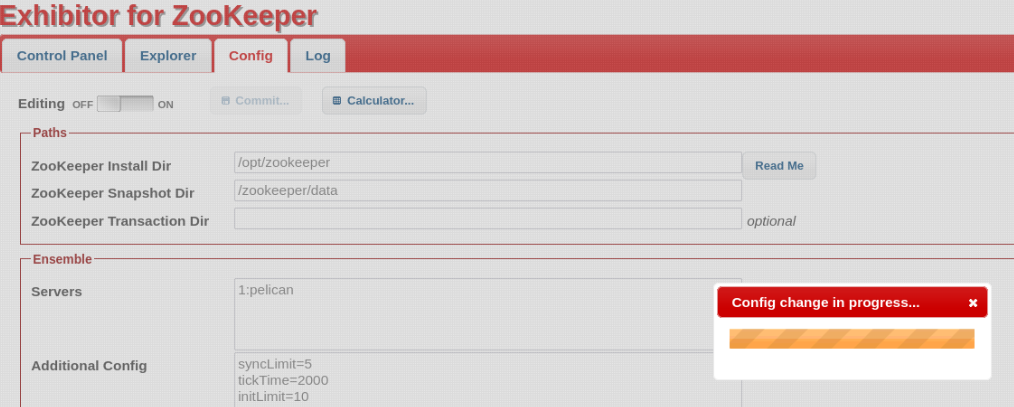 Exhibitor for ZooKeeper
Control Panel Explorer Config Log
Editing OFF ON Commit... Calculator...
Paths
ZooKeeper Install Dir /opt/zookeeper Read Me
ZooKeeper Snapshot Dir /zookeeper/data
ZooKeeper Transaction Dir optional
Ensemble
Servers 1:pelican
Config change in progress...
Additional Config syncLimit=5
tickTime=2000
initLimit=10